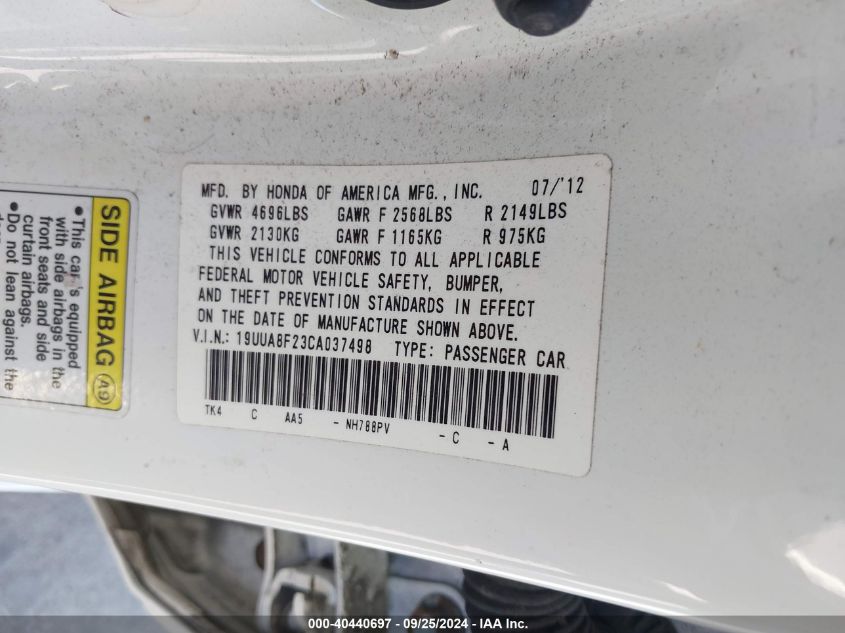 MFD. BY HONDA OF AMERICA MFG., INC. 07/'12
GVWR 4696LBS GAWR F 2568LBS R 2149LBS
GVWR 2130KG GAWR F 1165KG R 975KG
THIS VEHICLE CONFORMS TO ALL APPLICABLE
FEDERAL MOTOR VEHICLE SAFETY, BUMPER,
AND THEFT PREVENTION STANDARDS IN EFFECT
ON THE DATE OF MANUFACTURE SHOWN ABOVE.
V.I.N.: 19UUA8F23CA037498 TYPE: PASSENGER CAR
TK4 C AA5 - NH788PV - C - A
SIDE AIRBAG A9
•This car is equipped
with side airbags in the
front seats and side
curtain airbags.
•Do not lean against the
000-40440697 - 09/25/2024 - IAA Inc.